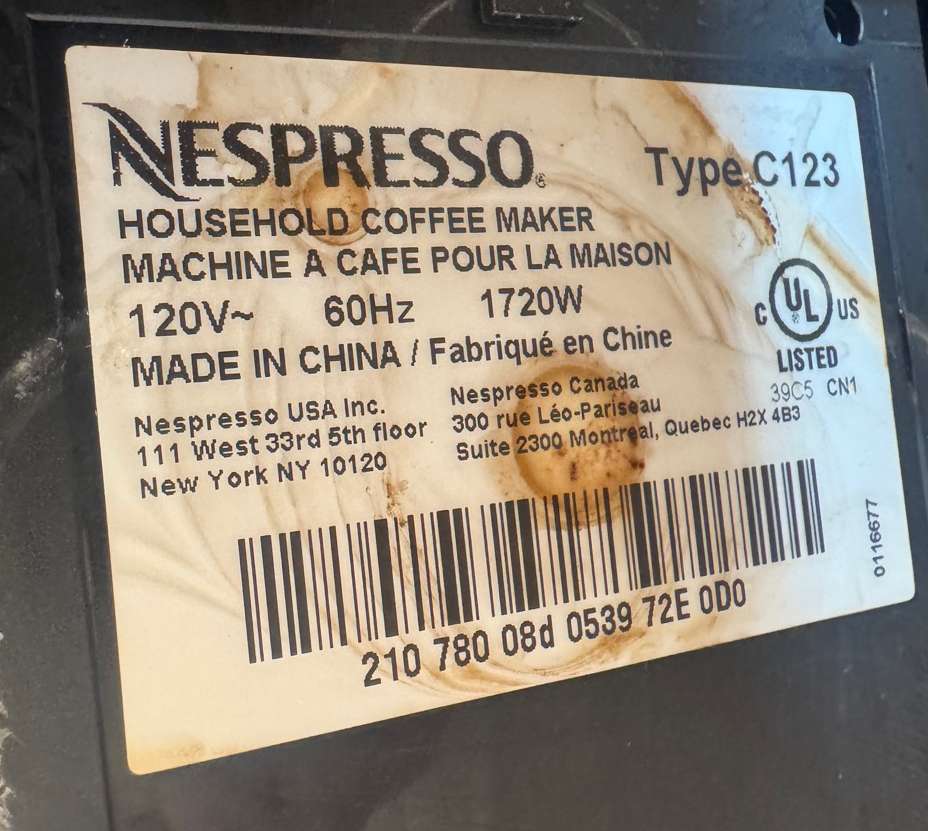 NESPRESSO®
Type C123
HOUSEHOLD COFFEE MAKER
MACHINE A CAFE POUR LA MAISON
120V~ 60Hz 1720W
MADE IN CHINA / Fabriqué en Chine
C UL® US
LISTED
39C5 CN1
Nespresso USA Inc.
111 West 33rd 5th floor
New York NY 10120
Nespresso Canada
300 rue Léo-Pariseau
Suite 2300 Montreal, Quebec H2X 4B3
0116677
210 780 08d 0539 72E 0D0